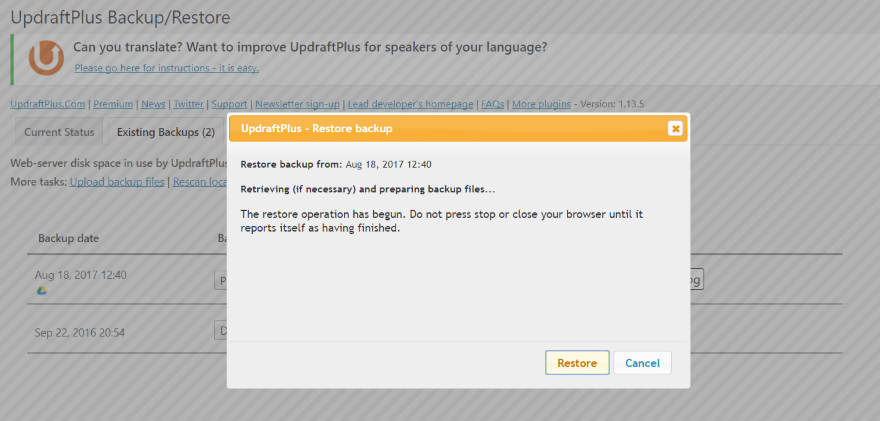 UpdraftPlus Backup/Restore
Can you translate? Want to improve UpdraftPlus for speakers of your language?
Please go here for instructions - it is easy.
UpdraftPlus.Com | Premium | News | Twitter | Support | Newsletter sign-up | Lead developer's homepage | FAQs | More plugins - Version: 1.13.5
Current Status
Existing Backups (2)
UpdraftPlus - Restore backup
Web-server disk space in use by UpdraftPlus
Restore backup from: Aug 18, 2017 12:40
More tasks: Upload backup files | Rescan
Retrieving (if necessary) and preparing backup files...
The restore operation has begun. Do not press stop or close your browser until it
reports itself as having finished.
Backup date
Aug 18, 2017 12:40
Sep 22, 2016 20:54
Restore
Cancel